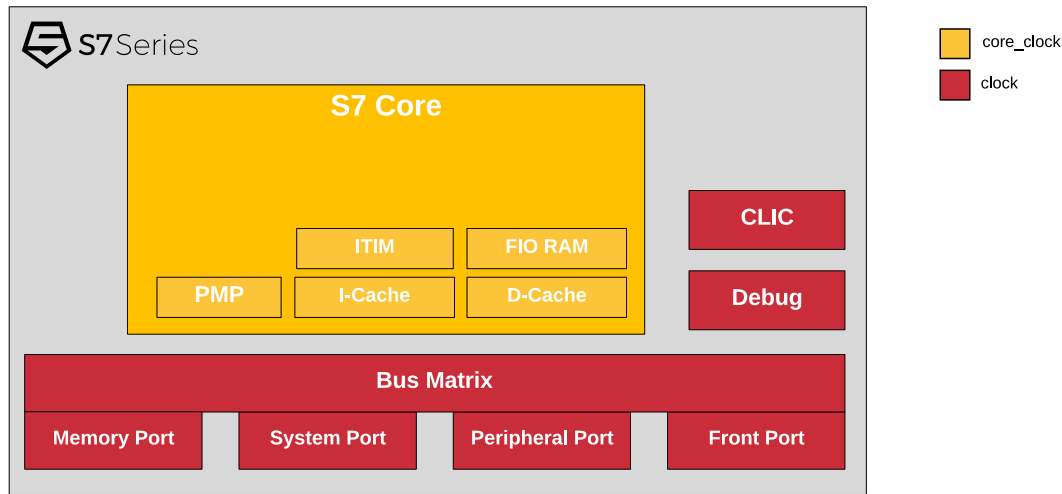 S7 Series
core_clock
clock
S7 Core
ITIM
FIO RAM
PMP
I-Cache
D-Cache
CLIC
Debug
Bus Matrix
Memory Port
System Port
Peripheral Port
Front Port